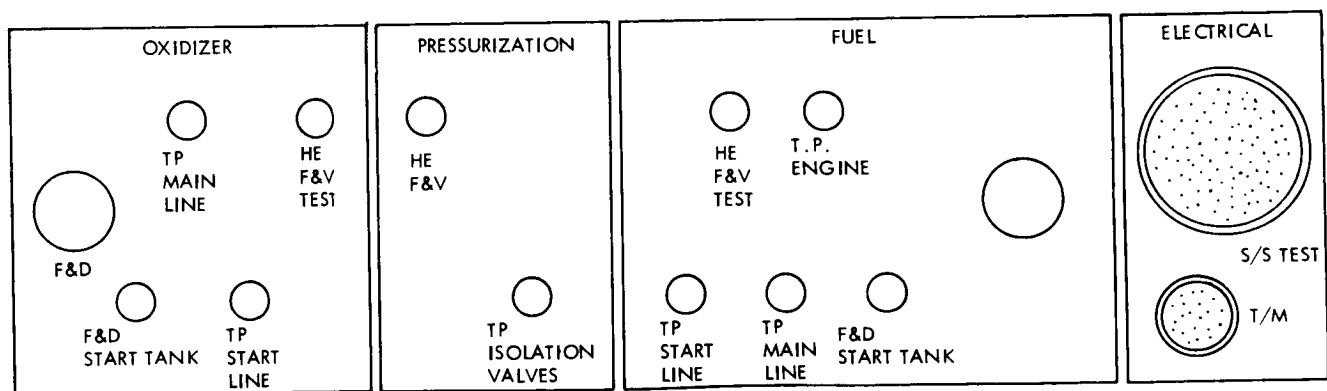 OXIDIZER
TP
MAIN
LINE
HE
F&V
TEST
F&D
F&D
START TANK
TP
START
LINE
PRESSURIZATION
HE
F&V
TP
ISOLATION
VALVES
FUEL
HE
F&V
TEST
T.P.
ENGINE
TP
START
LINE
TP
MAIN
LINE
F&D
START TANK
ELECTRICAL
S/S TEST
T/M